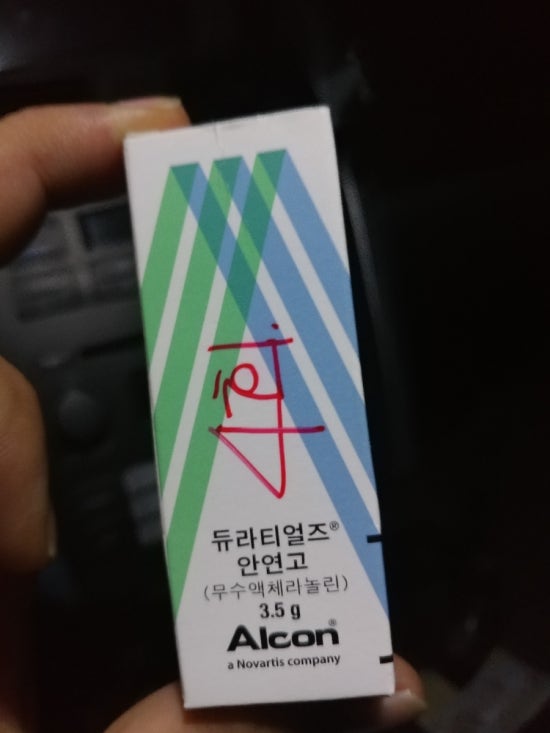 듀라티얼즈®
안연고
(무수액체라놀린)
3.5 g
Alcon®
a Novartis company